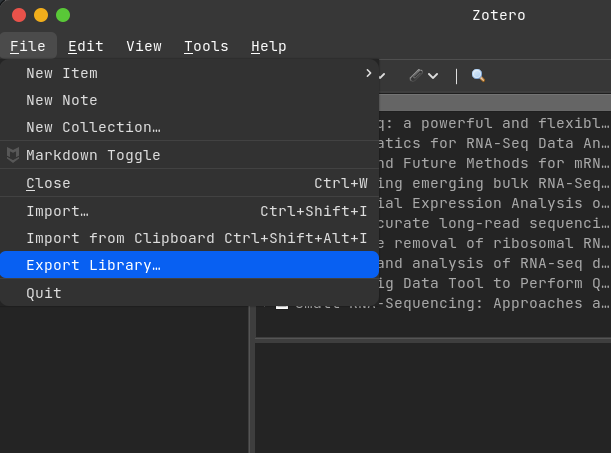 Zotero
File Edit View Tools Help
New Item
New Note
New Collection…
Markdown Toggle
Close Ctrl+W
Import… Ctrl+Shift+I
Import from Clipboard Ctrl+Shift+Alt+I
Export Library…
Quit
q: a powerful and flexibl…
atics for RNA-Seq Data An…
nd Future Methods for mRN…
ing emerging bulk RNA-Seq…
ial Expression Analysis o…
curate long-read sequenci…
e removal of ribosomal RN…
and analysis of RNA-seq d…
ig Data Tool to Perform Q…
Small RNA-Sequencing: Approaches a…